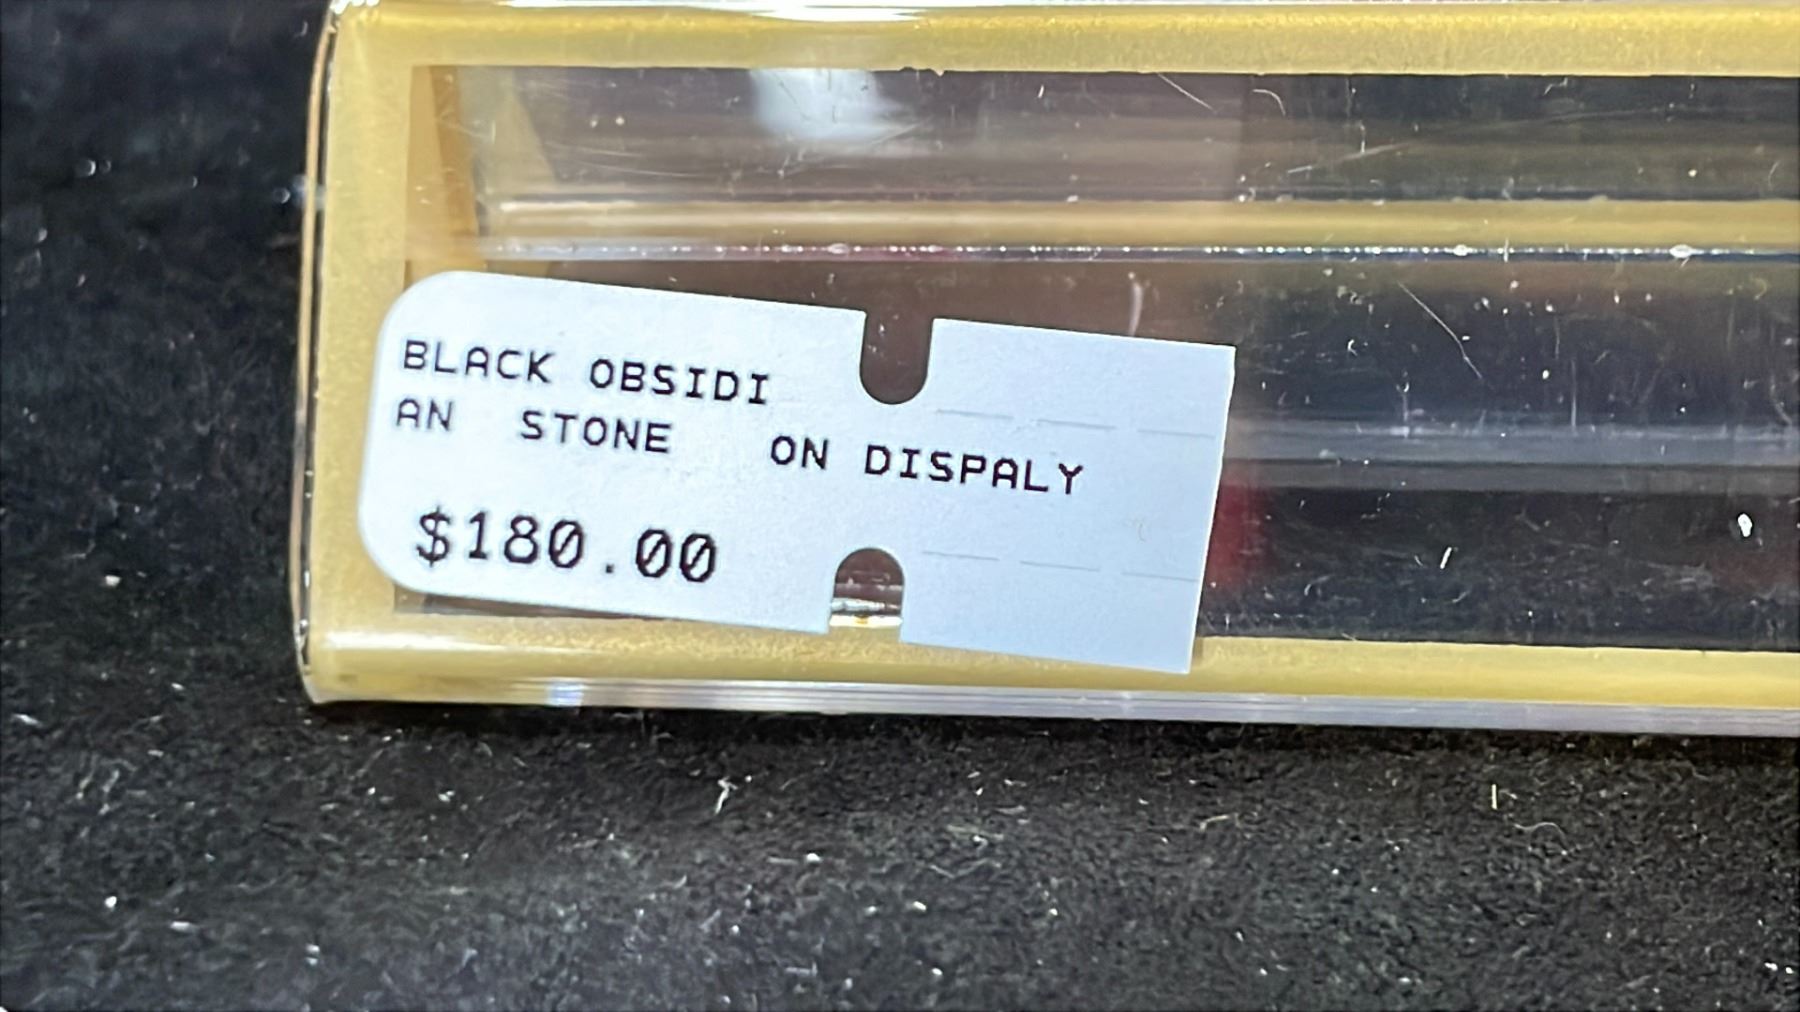 BLACK OBSIDI
AN STONE ON DISPALY
$180.00